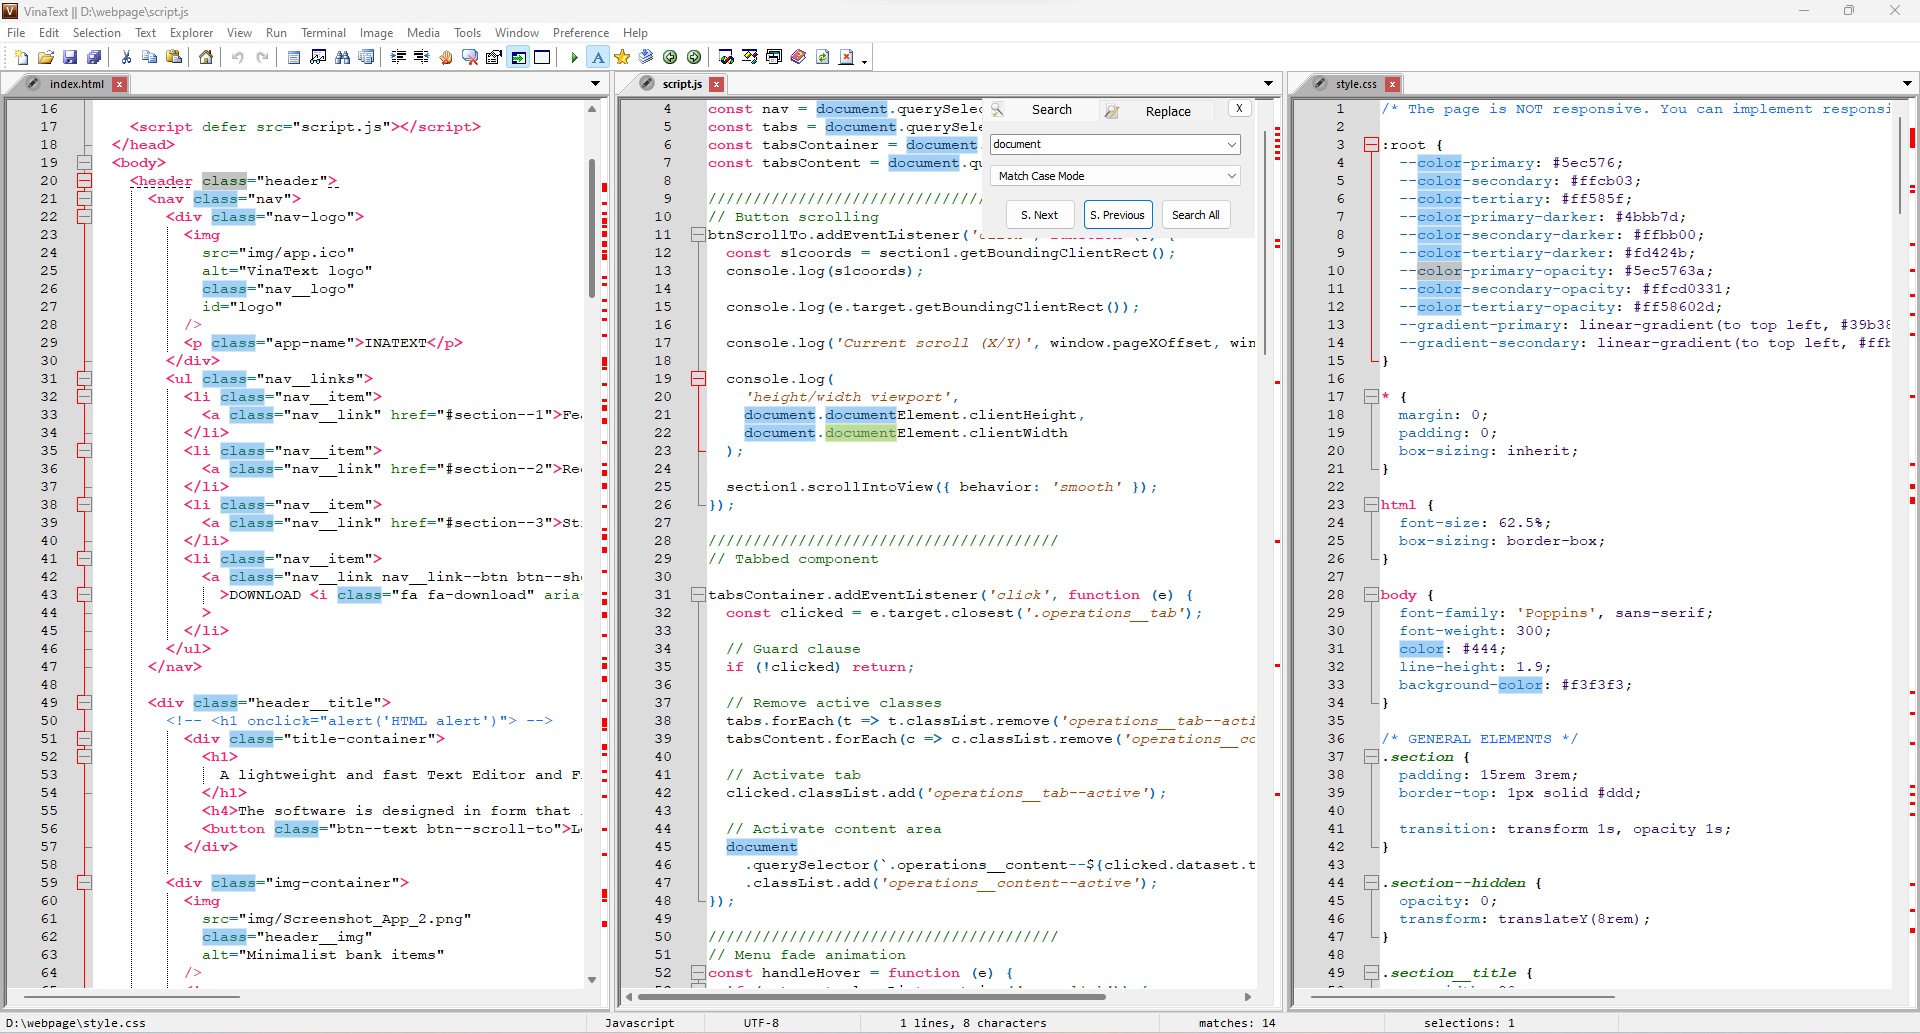 VinaText || D:\webpage\script.js
File Edit Selection Text Explorer View Run Terminal Image Media Tools Window Preference Help
index.html
16
17 <script defer src="script.js"></script>
18 </head>
19 <body>
20 <header class="header">
21 <nav class="nav">
22 <div class="nav-logo">
23 <img
24 src="img/app.ico"
25 alt="VinaText logo"
26 class="nav__logo"
27 id="logo"
28 />
29 <p class="app-name">INATEXT</p>
30 </div>
31 <ul class="nav__links">
32 <li class="nav__item">
33 <a class="nav__link" href="#section--1">Fe
34 </li>
35 <li class="nav__item">
36 <a class="nav__link" href="#section--2">Re
37 </li>
38 <li class="nav__item">
39 <a class="nav__link" href="#section--3">St
40 </li>
41 <li class="nav__item">
42 <a class="nav__link nav__link--btn btn--sh
43 >DOWNLOAD <i class="fa fa-download" aria
44 >
45 </li>
46 </ul>
47 </nav>
48
49 <div class="header__title">
50 <!-- <h1 onclick="alert('HTML alert')"> -->
51 <div class="title-container">
52 <h1>
53 A lightweight and fast Text Editor and F
54 </h1>
55 <h4>The software is designed in form that
56 <button class="btn--text btn--scroll-to">L
57 </div>
58
59 <div class="img-container">
60 <img
61 src="img/Screenshot_App_2.png"
62 class="header__img"
63 alt="Minimalist bank items"
64 />
script.js
4 const nav = document.querySelec
5 const tabs = document.querySele
6 const tabsContainer = document.
7 const tabsContent = document.qu
8
9 ///////////////////////////////
10 // Button scrolling
11 btnScrollTo.addEventListener('click', function (e) {
12 const s1coords = section1.getBoundingClientRect();
13 console.log(s1coords);
14
15 console.log(e.target.getBoundingClientRect());
16
17 console.log('Current scroll (X/Y)', window.pageXOffset, win
18
19 console.log(
20 'height/width viewport',
21 document.documentElement.clientHeight,
22 document.documentElement.clientWidth
23 );
24
25 section1.scrollIntoView({ behavior: 'smooth' });
26 });
27
28 ///////////////////////////////////////
29 // Tabbed component
30
31 tabsContainer.addEventListener('click', function (e) {
32 const clicked = e.target.closest('.operations__tab');
33
34 // Guard clause
35 if (!clicked) return;
36
37 // Remove active classes
38 tabs.forEach(t => t.classList.remove('operations__tab--acti
39 tabsContent.forEach(c => c.classList.remove('operations__co
40
41 // Activate tab
42 clicked.classList.add('operations__tab--active');
43
44 // Activate content area
45 document
46 .querySelector(`.operations__content--${clicked.dataset.t
47 .classList.add('operations__content--active');
48 });
49
50 ///////////////////////////////////////
51 // Menu fade animation
52 const handleHover = function (e) {
Search Replace X
document
Match Case Mode
S. Next S. Previous Search All
style.css
1 /* The page is NOT responsive. You can implement responsi
2
3 :root {
4 --color-primary: #5ec576;
5 --color-secondary: #ffcb03;
6 --color-tertiary: #ff585f;
7 --color-primary-darker: #4bbb7d;
8 --color-secondary-darker: #ffbb00;
9 --color-tertiary-darker: #fd424b;
10 --color-primary-opacity: #5ec5763a;
11 --color-secondary-opacity: #ffcd0331;
12 --color-tertiary-opacity: #ff58602d;
13 --gradient-primary: linear-gradient(to top left, #39b38
14 --gradient-secondary: linear-gradient(to top left, #ffb
15 }
16
17 * {
18 margin: 0;
19 padding: 0;
20 box-sizing: inherit;
21 }
22
23 html {
24 font-size: 62.5%;
25 box-sizing: border-box;
26 }
27
28 body {
29 font-family: 'Poppins', sans-serif;
30 font-weight: 300;
31 color: #444;
32 line-height: 1.9;
33 background-color: #f3f3f3;
34 }
35
36 /* GENERAL ELEMENTS */
37 .section {
38 padding: 15rem 3rem;
39 border-top: 1px solid #ddd;
40
41 transition: transform 1s, opacity 1s;
42 }
43
44 .section--hidden {
45 opacity: 0;
46 transform: translateY(8rem);
47 }
48
49 .section__title {
D:\webpage\style.css Javascript UTF-8 1 lines, 8 characters matches: 14 selections: 1